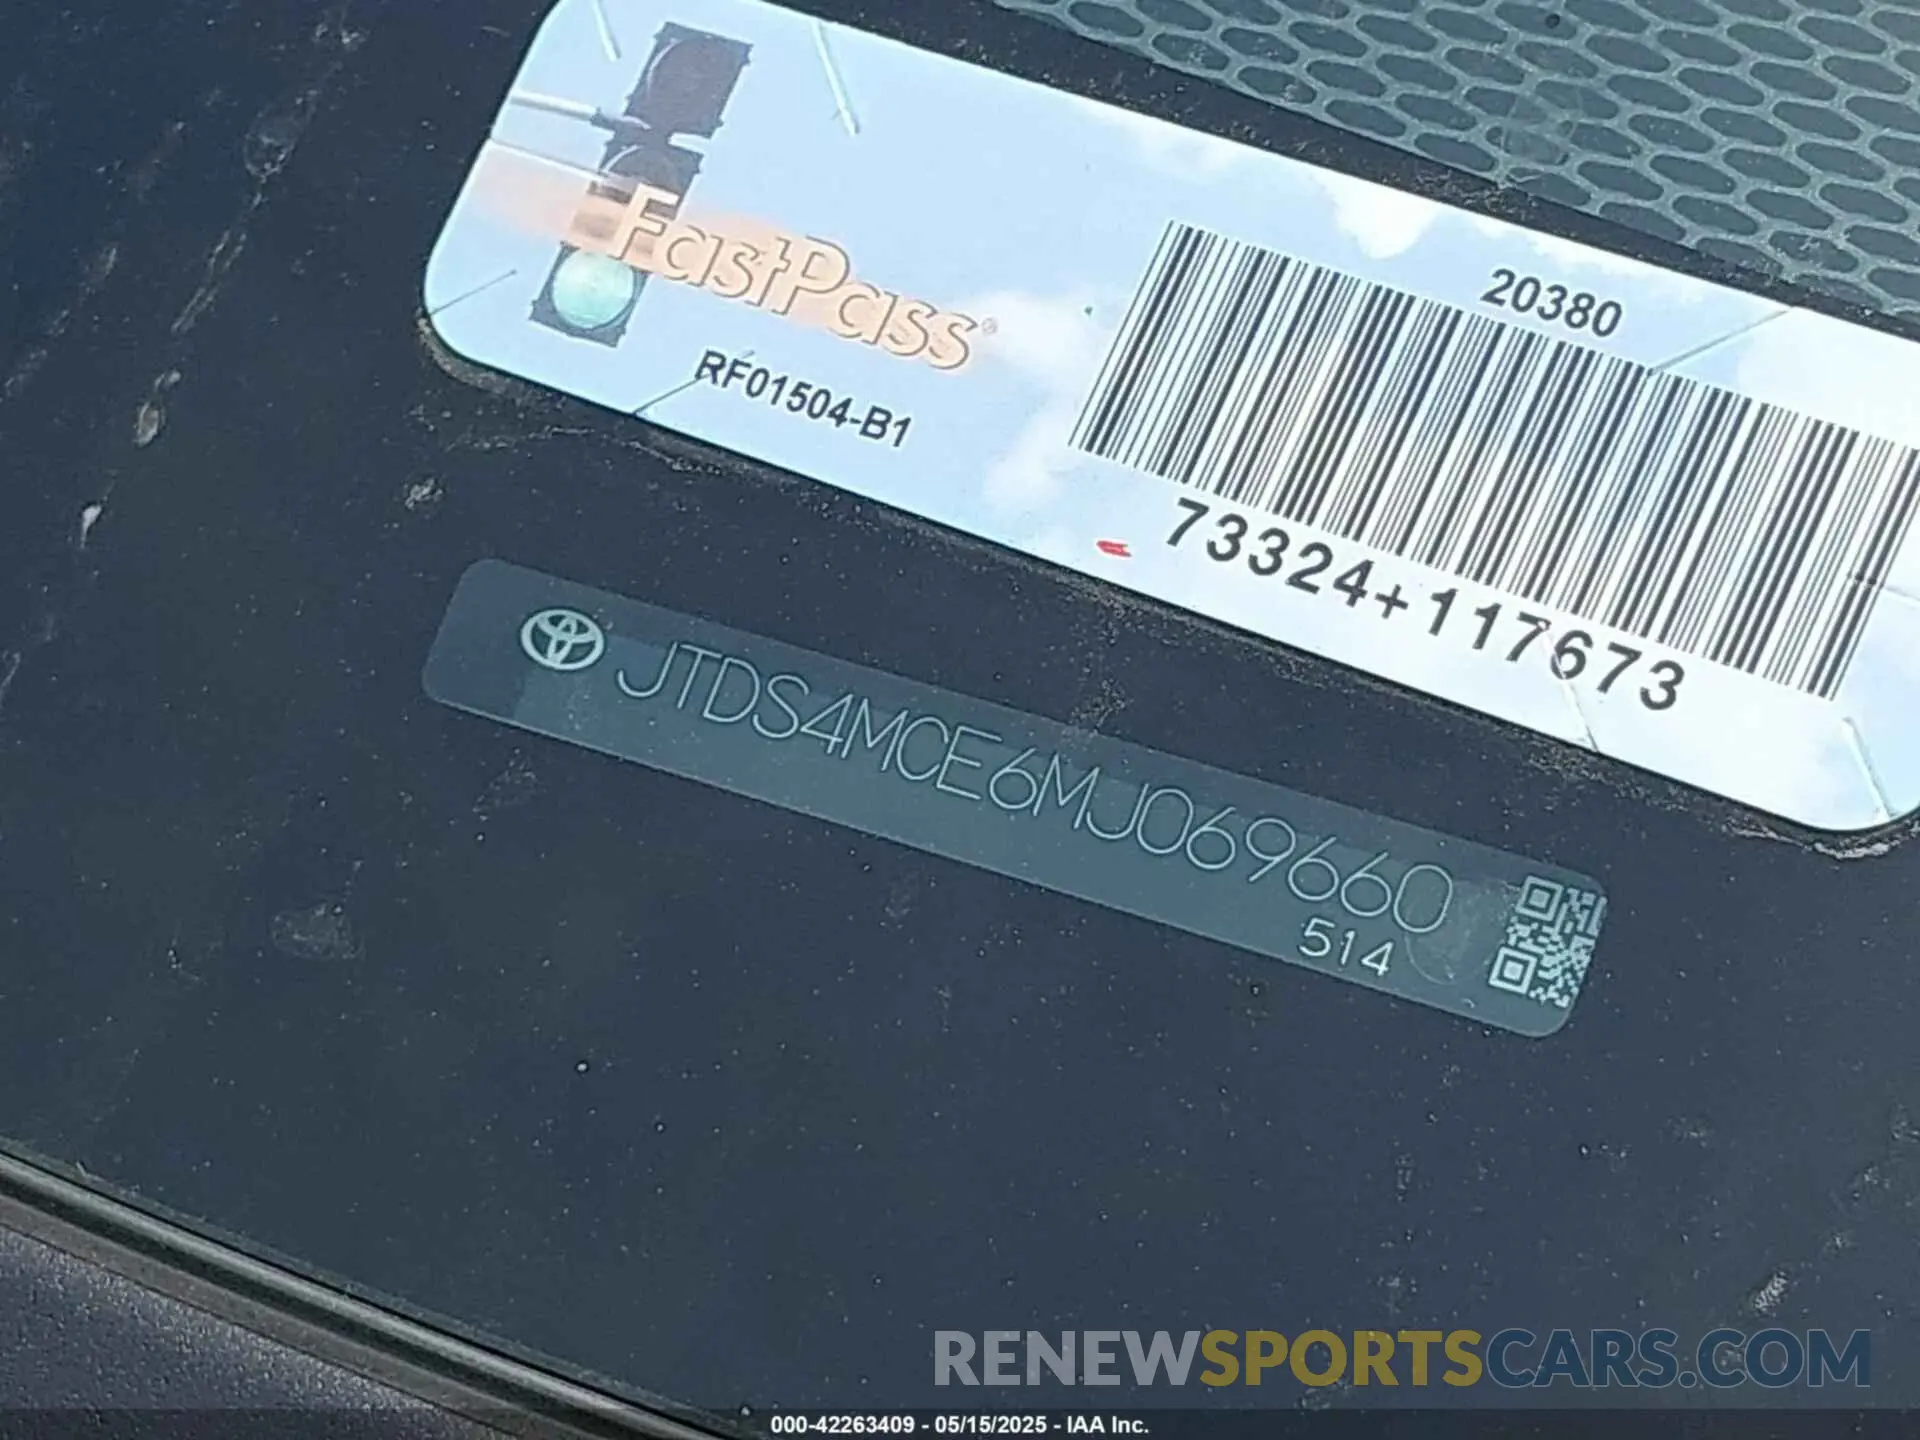 FastPass®
RF01504-B1
20380
73324+117673
JTDS4MCE6MJ069660
514
RENEWSPORTSCARS.COM
000-42263409 - 05/15/2025 - IAA Inc.